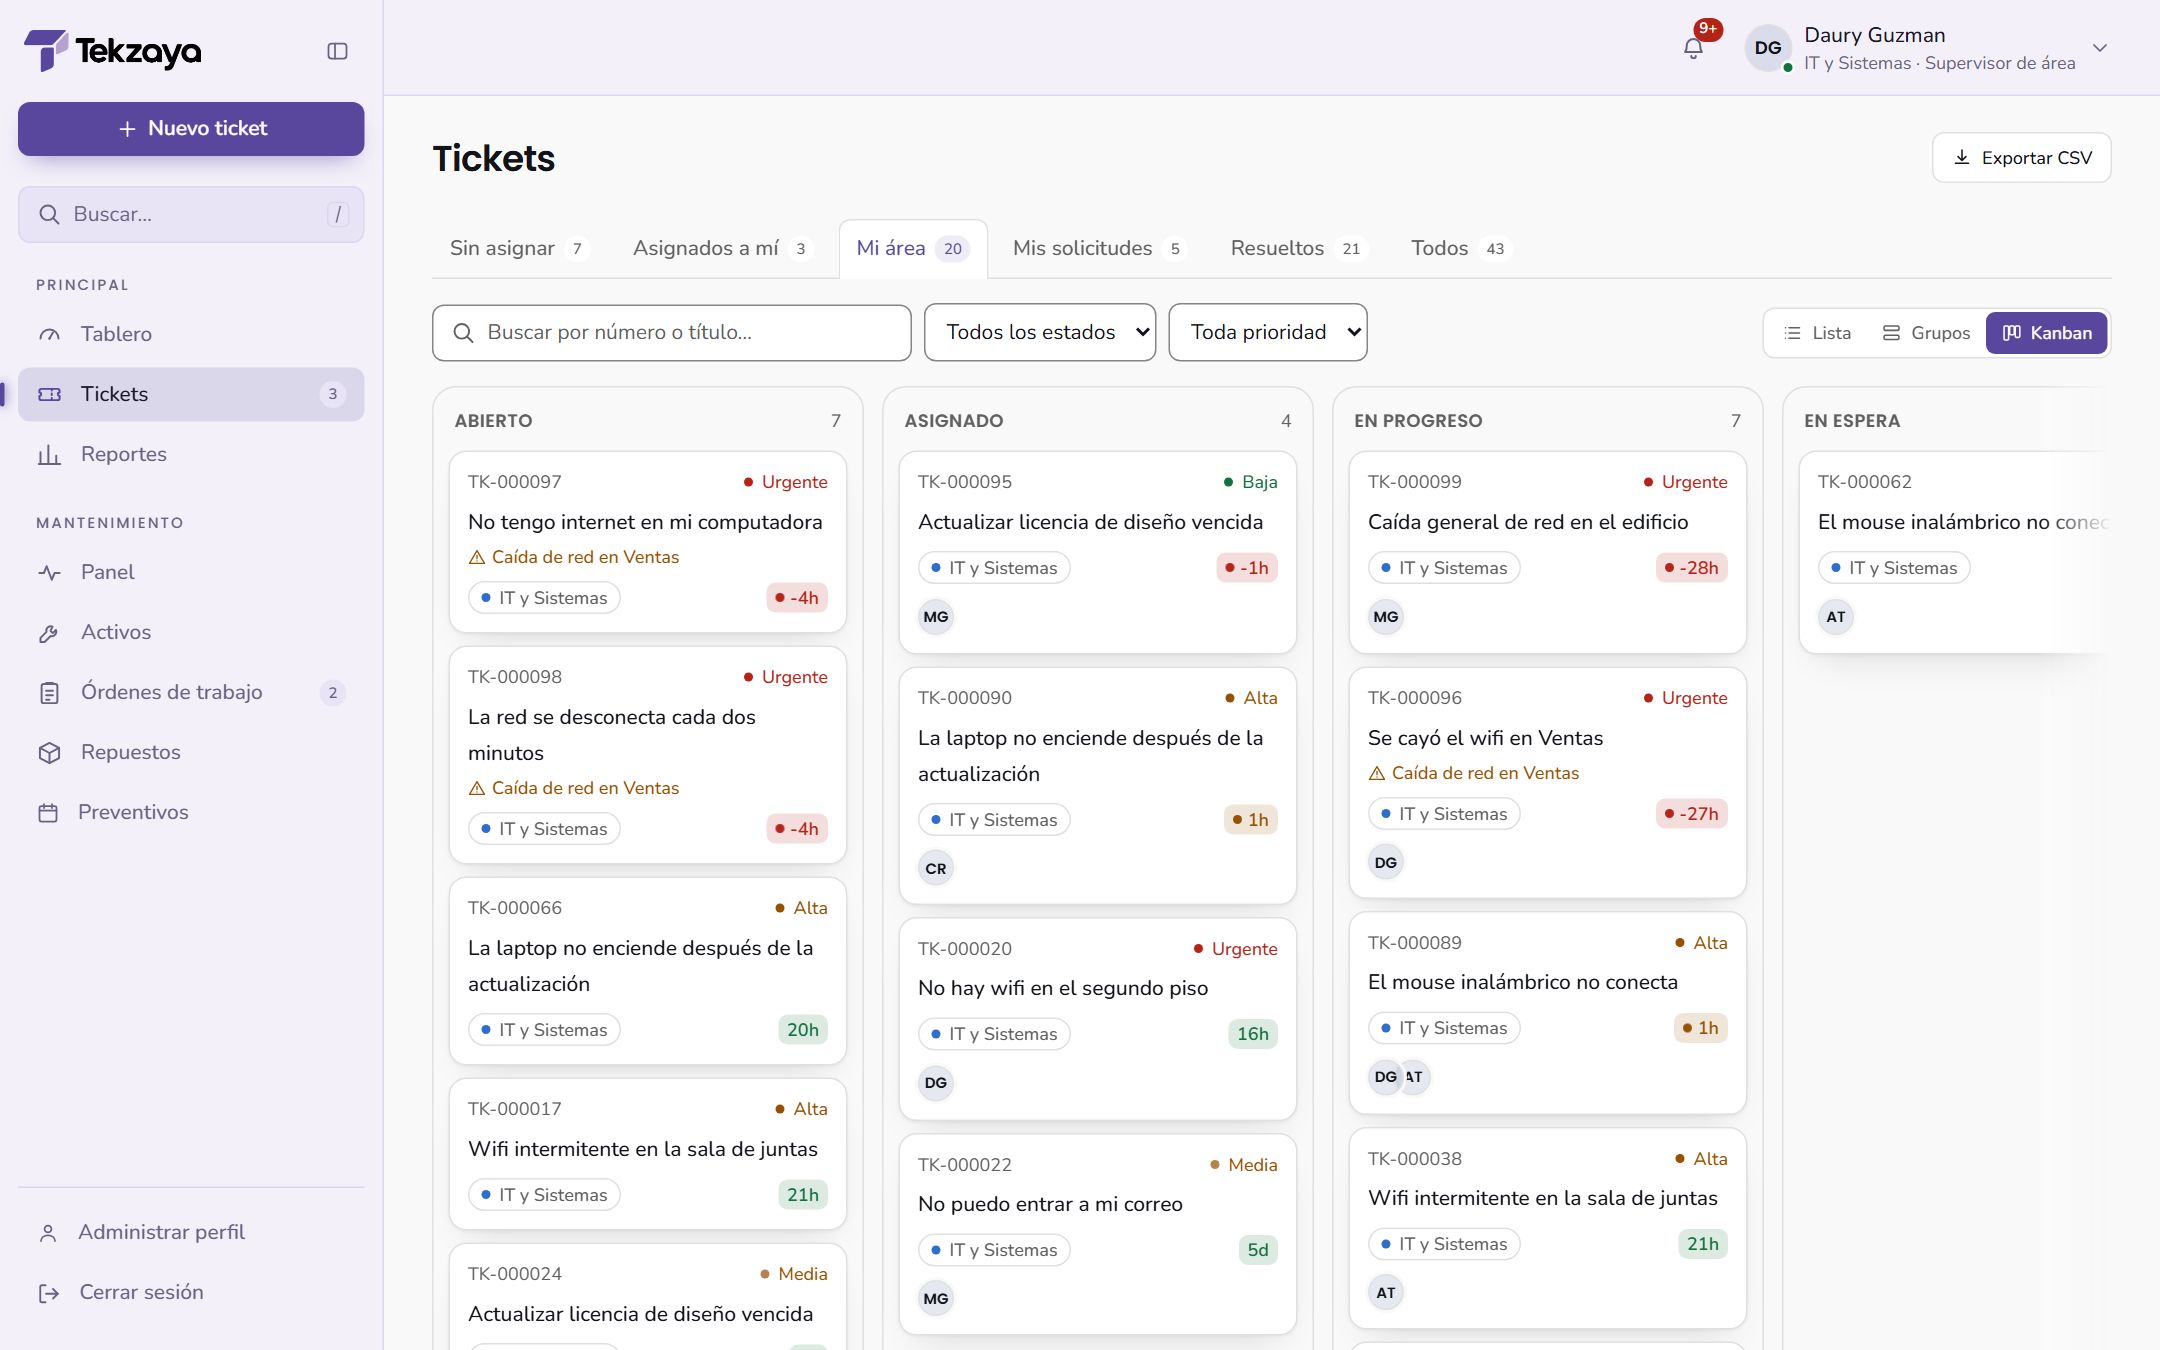 Tekzaya
Nuevo ticket
Buscar...
/
PRINCIPAL
Tablero
Tickets 3
Reportes
MANTENIMIENTO
Panel
Activos
Órdenes de trabajo 2
Repuestos
Preventivos
Administrar perfil
Cerrar sesión
9+
DG
Daury Guzman
IT y Sistemas · Supervisor de área
Tickets
Exportar CSV
Sin asignar 7
Asignados a mí 3
Mi área 20
Mis solicitudes 5
Resueltos 21
Todos 43
Buscar por número o título...
Todos los estados
Toda prioridad
Lista
Grupos
Kanban
ABIERTO 7
TK-000097 Urgente
No tengo internet en mi computadora
Caída de red en Ventas
IT y Sistemas -4h
TK-000098 Urgente
La red se desconecta cada dos
minutos
Caída de red en Ventas
IT y Sistemas -4h
TK-000066 Alta
La laptop no enciende después de la
actualización
IT y Sistemas 20h
TK-000017 Alta
Wifi intermitente en la sala de juntas
IT y Sistemas 21h
TK-000024 Media
Actualizar licencia de diseño vencida
ASIGNADO 4
TK-000095 Baja
Actualizar licencia de diseño vencida
IT y Sistemas -1h
MG
TK-000090 Alta
La laptop no enciende después de la
actualización
IT y Sistemas 1h
CR
TK-000020 Urgente
No hay wifi en el segundo piso
IT y Sistemas 16h
DG
TK-000022 Media
No puedo entrar a mi correo
IT y Sistemas 5d
MG
EN PROGRESO 7
TK-000099 Urgente
Caída general de red en el edificio
IT y Sistemas -28h
MG
TK-000096 Urgente
Se cayó el wifi en Ventas
Caída de red en Ventas
IT y Sistemas -27h
DG
TK-000089 Alta
El mouse inalámbrico no conecta
IT y Sistemas 1h
DG AT
TK-000038 Alta
Wifi intermitente en la sala de juntas
IT y Sistemas 21h
AT
EN ESPERA
TK-000062
El mouse inalámbrico no conec
IT y Sistemas
AT